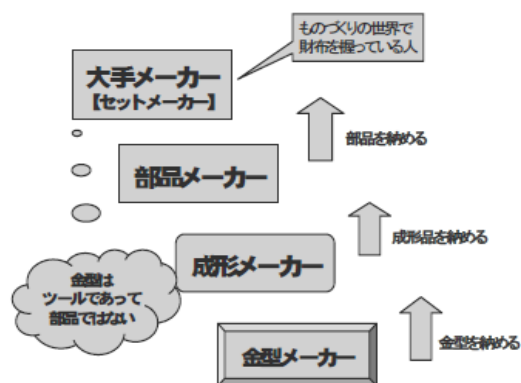 ものづくりの世界で
財布を握っている人
大手メーカー
【セットメーカー】
部品を納める
部品メーカー
成形品を納める
成形メーカー
金型は
ツールであって
部品ではない
金型を納める
金型メーカー